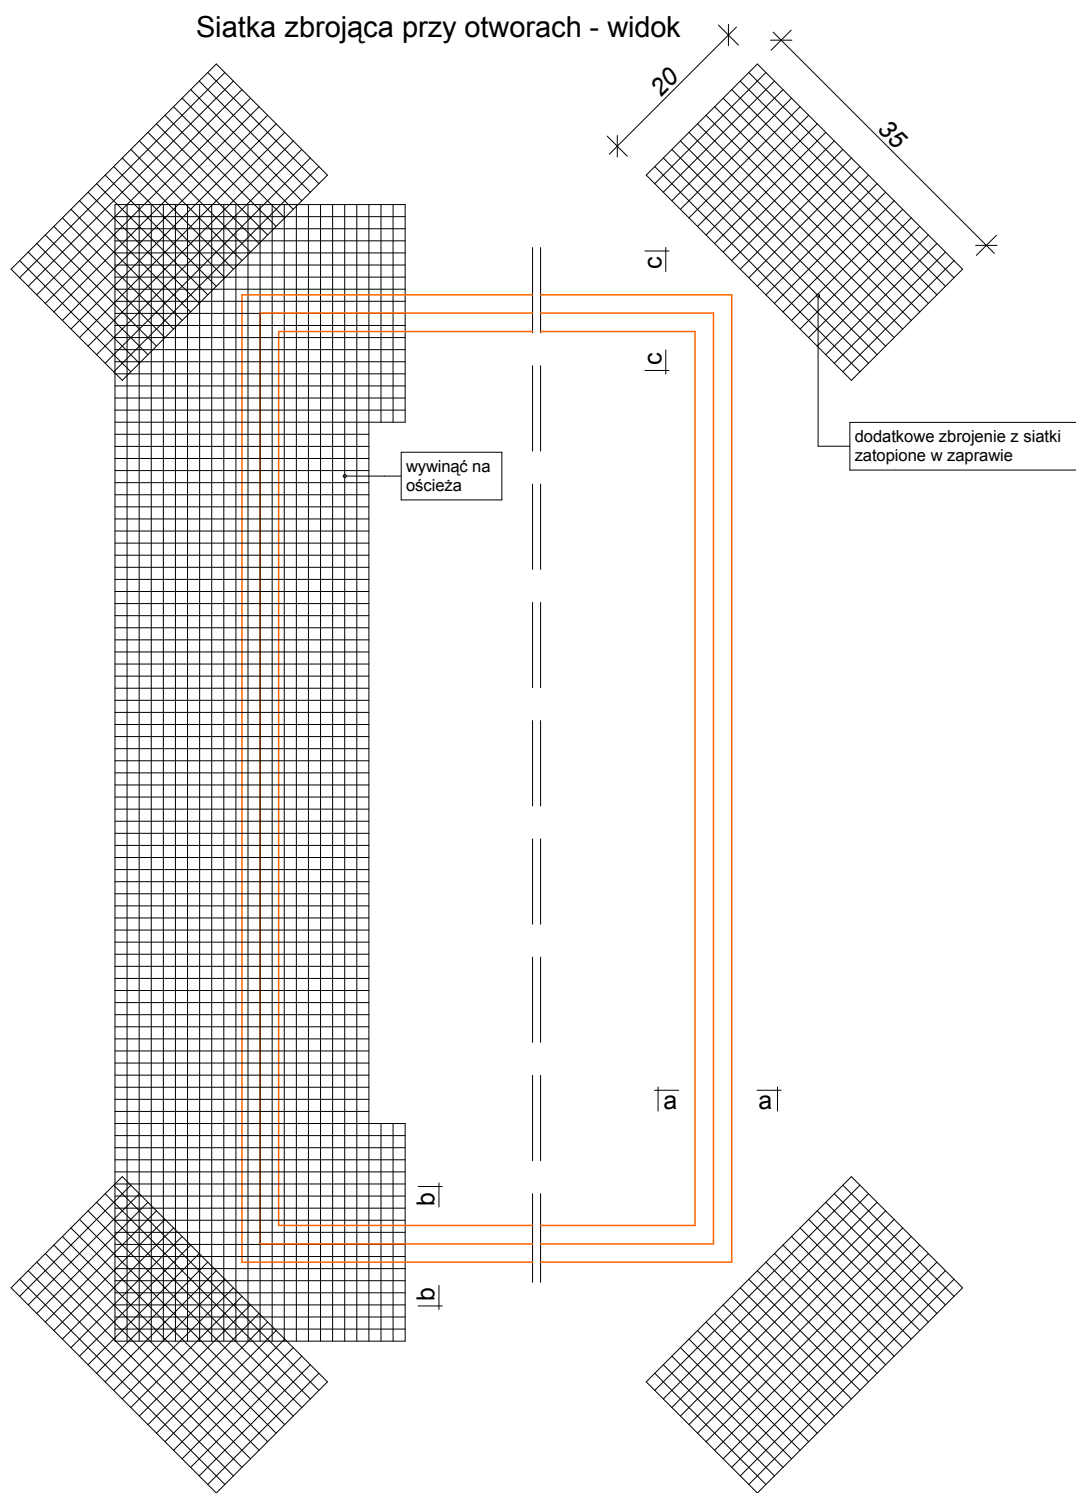 Siatka zbrojąca przy otworach - widok
20
35
c
c
dodatkowe zbrojenie z siatki
zatopione w zaprawie
wywinąć na
ościeża
a
a
b
b